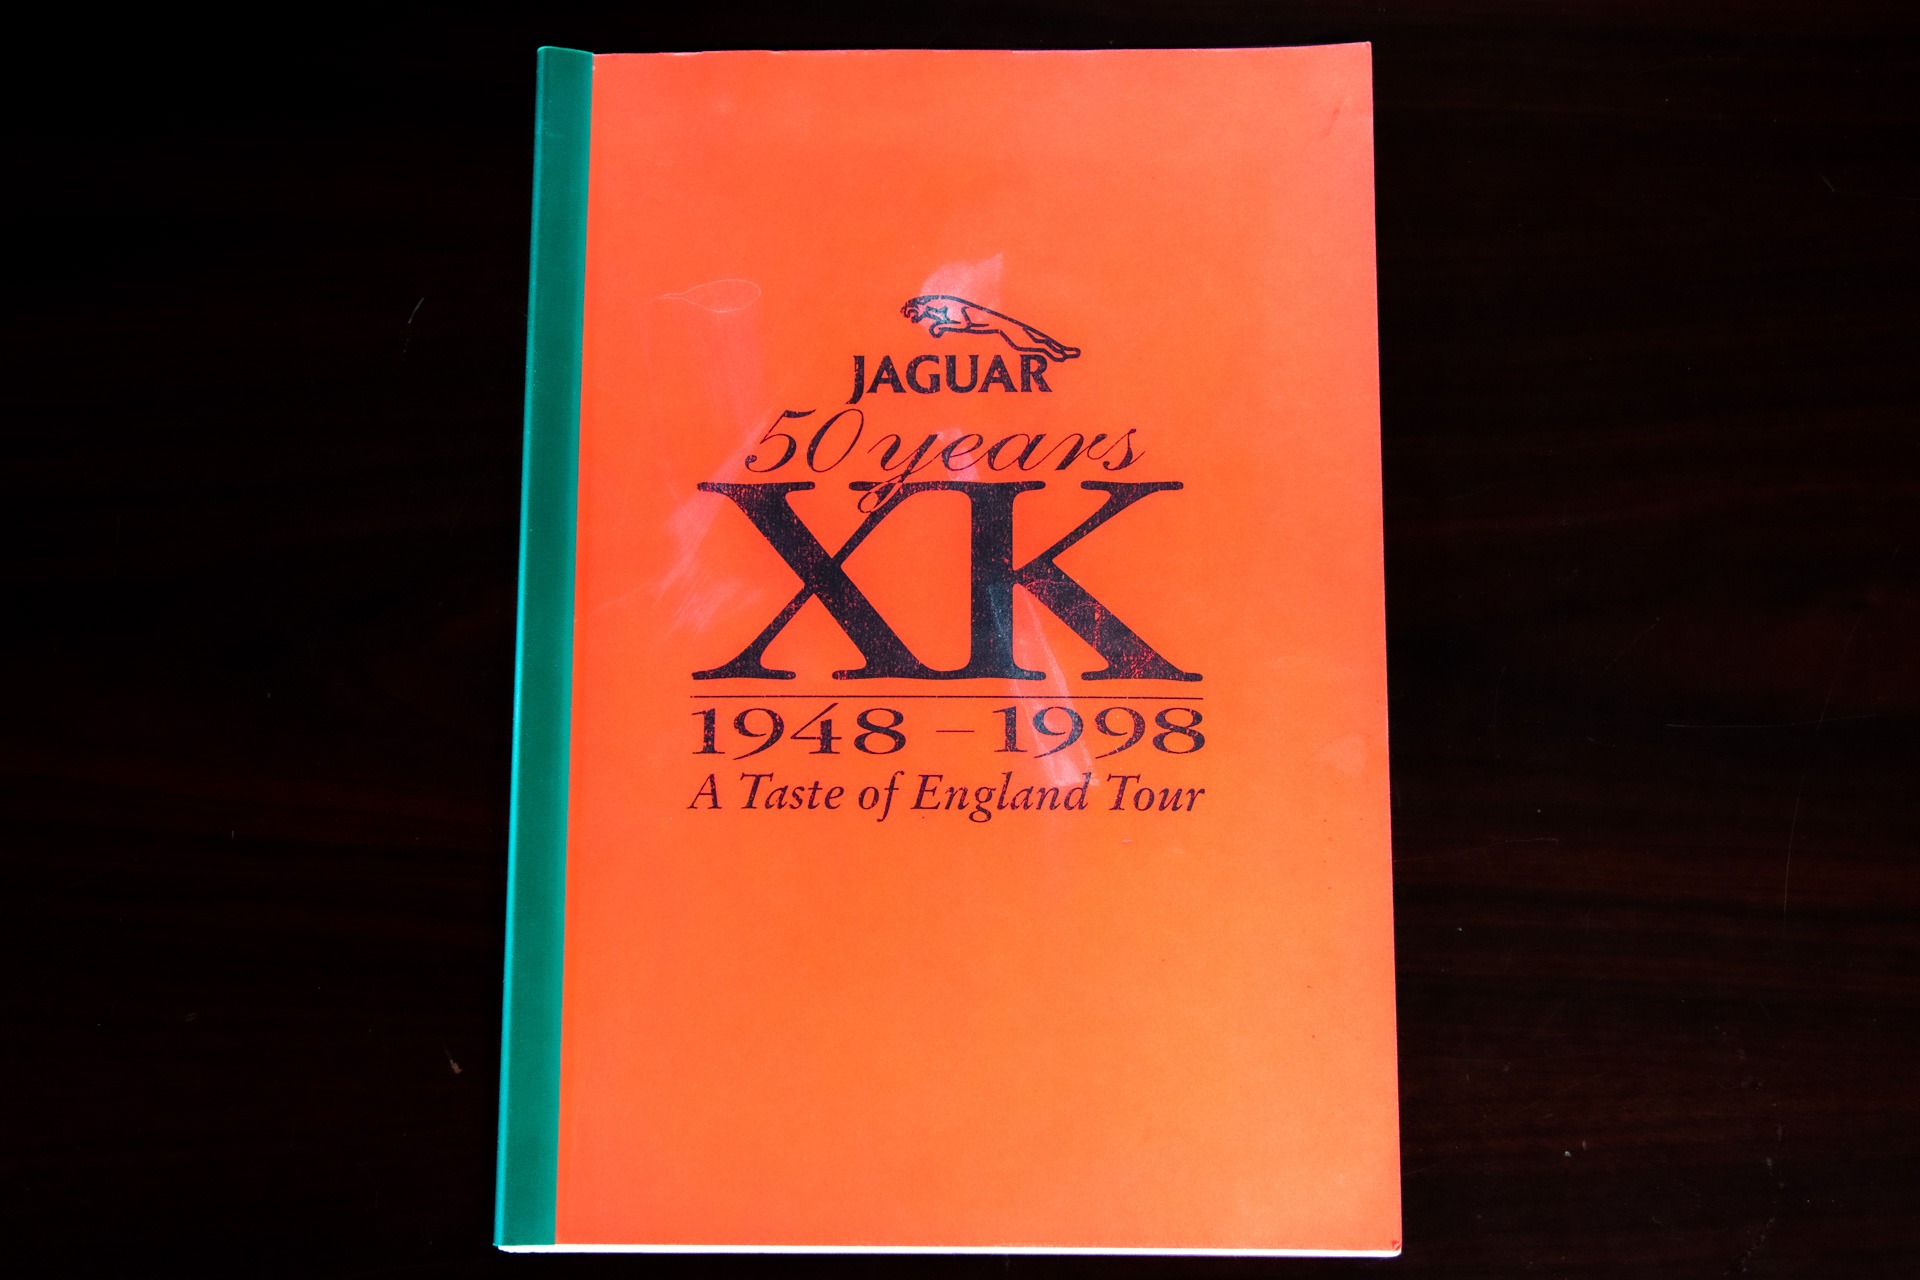 JAGUAR
50 years
XK
1948 – 1998
A Taste of England Tour